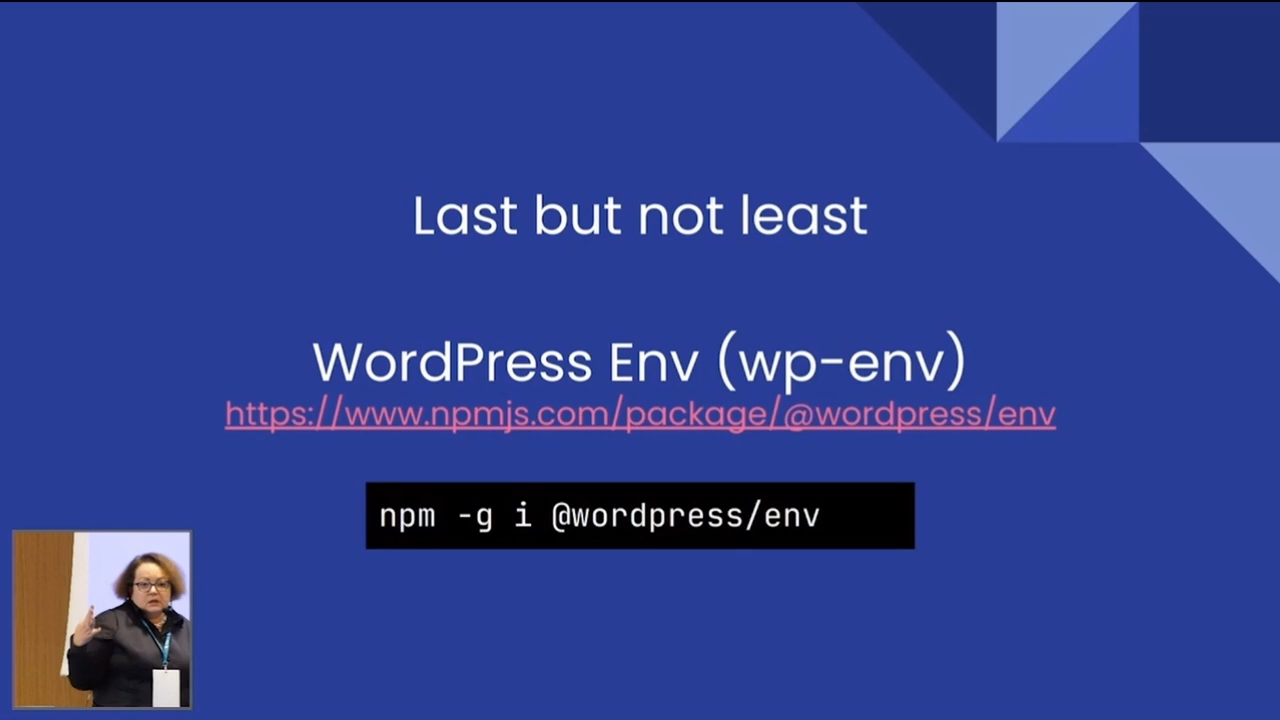 Last but not least
WordPress Env (wp-env)
https://www.npmjs.com/package/@wordpress/env
npm -g i @wordpress/env